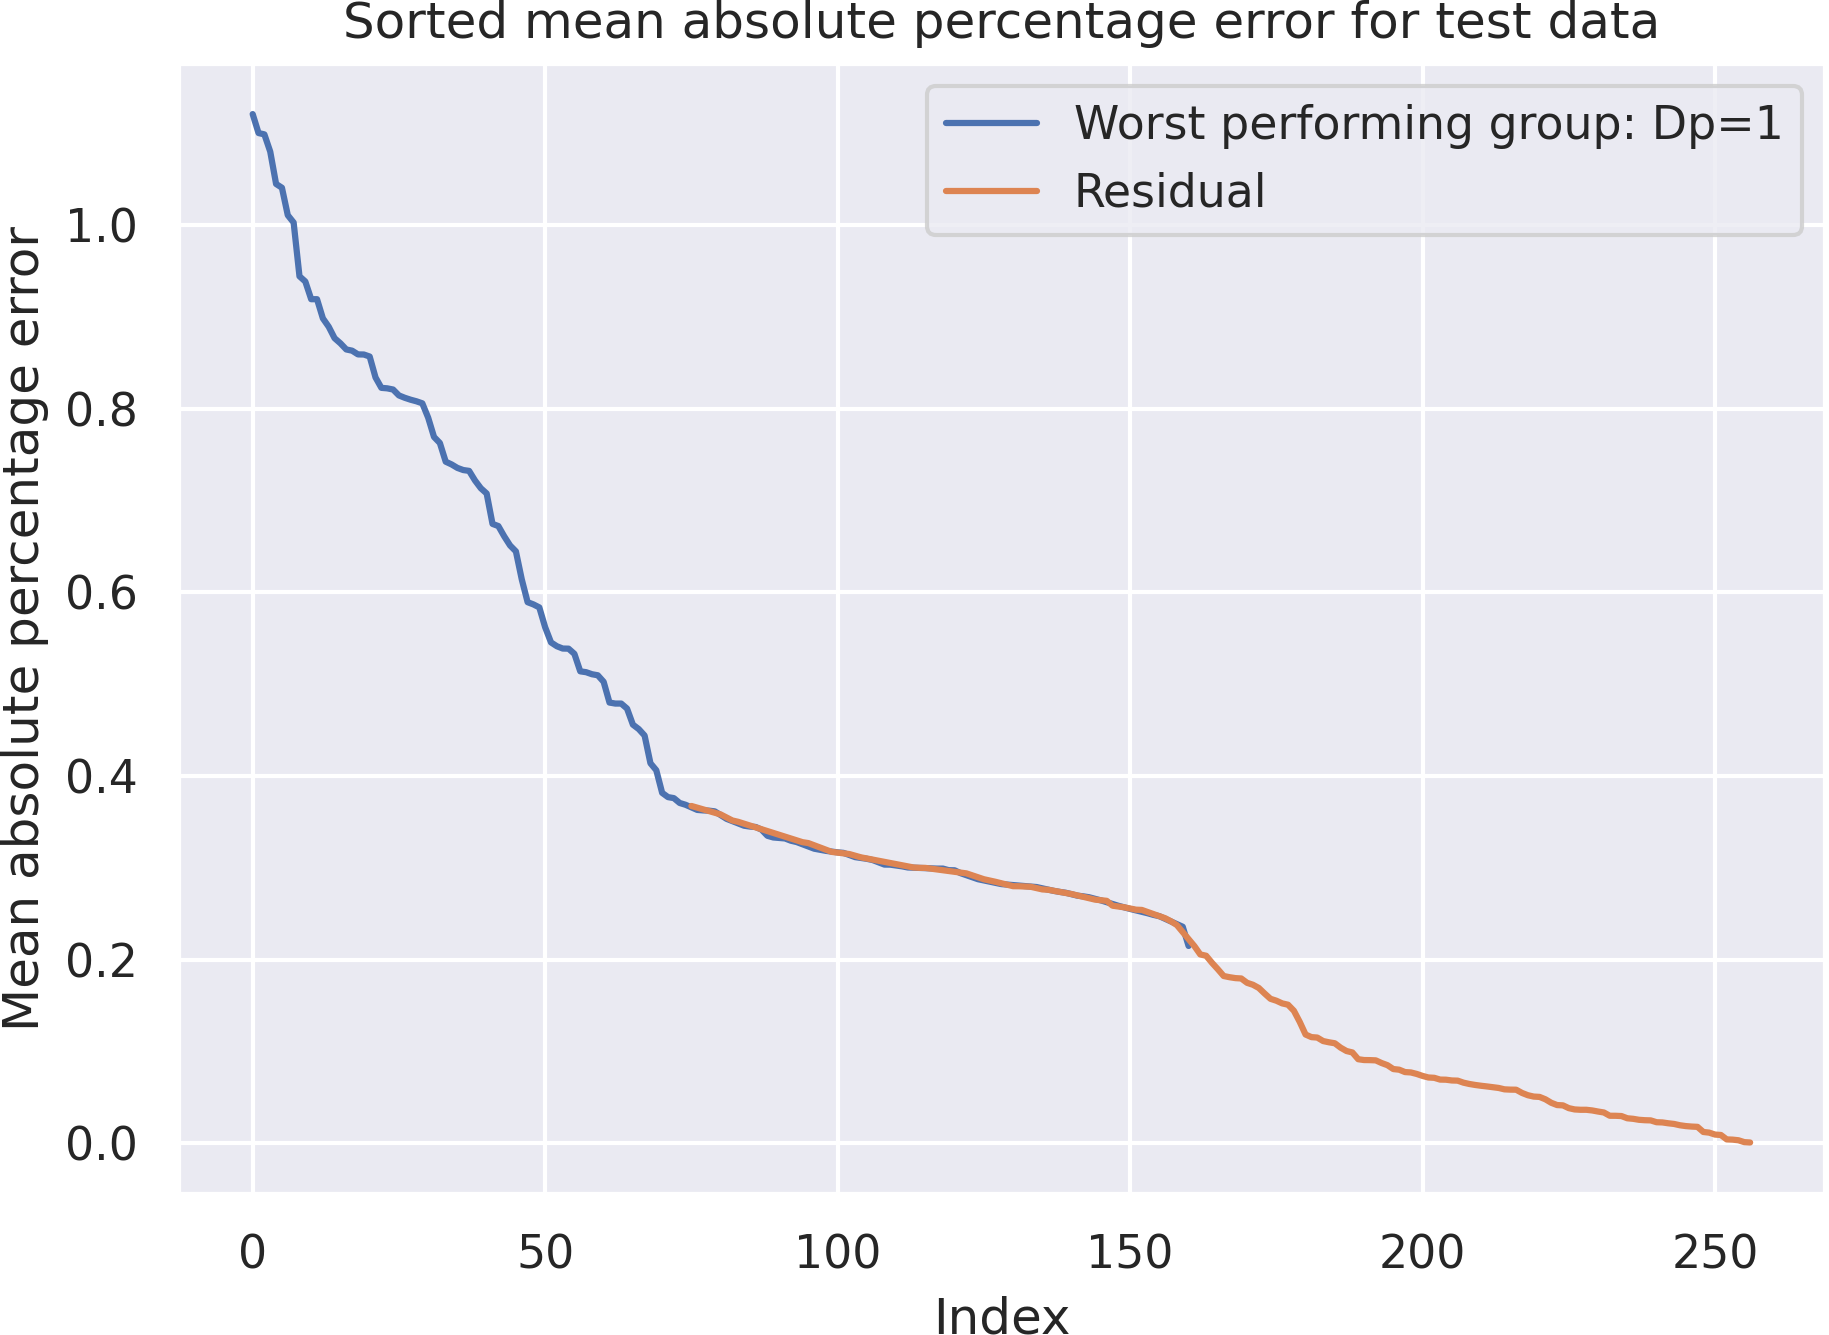 Sorted mean absolute percentage error for test data
Worst performing group: Dp=1
Residual
Mean absolute percentage error
1.0
0.8
0.6
0.4
0.2
0.0
0 50 100 150 200 250
Index